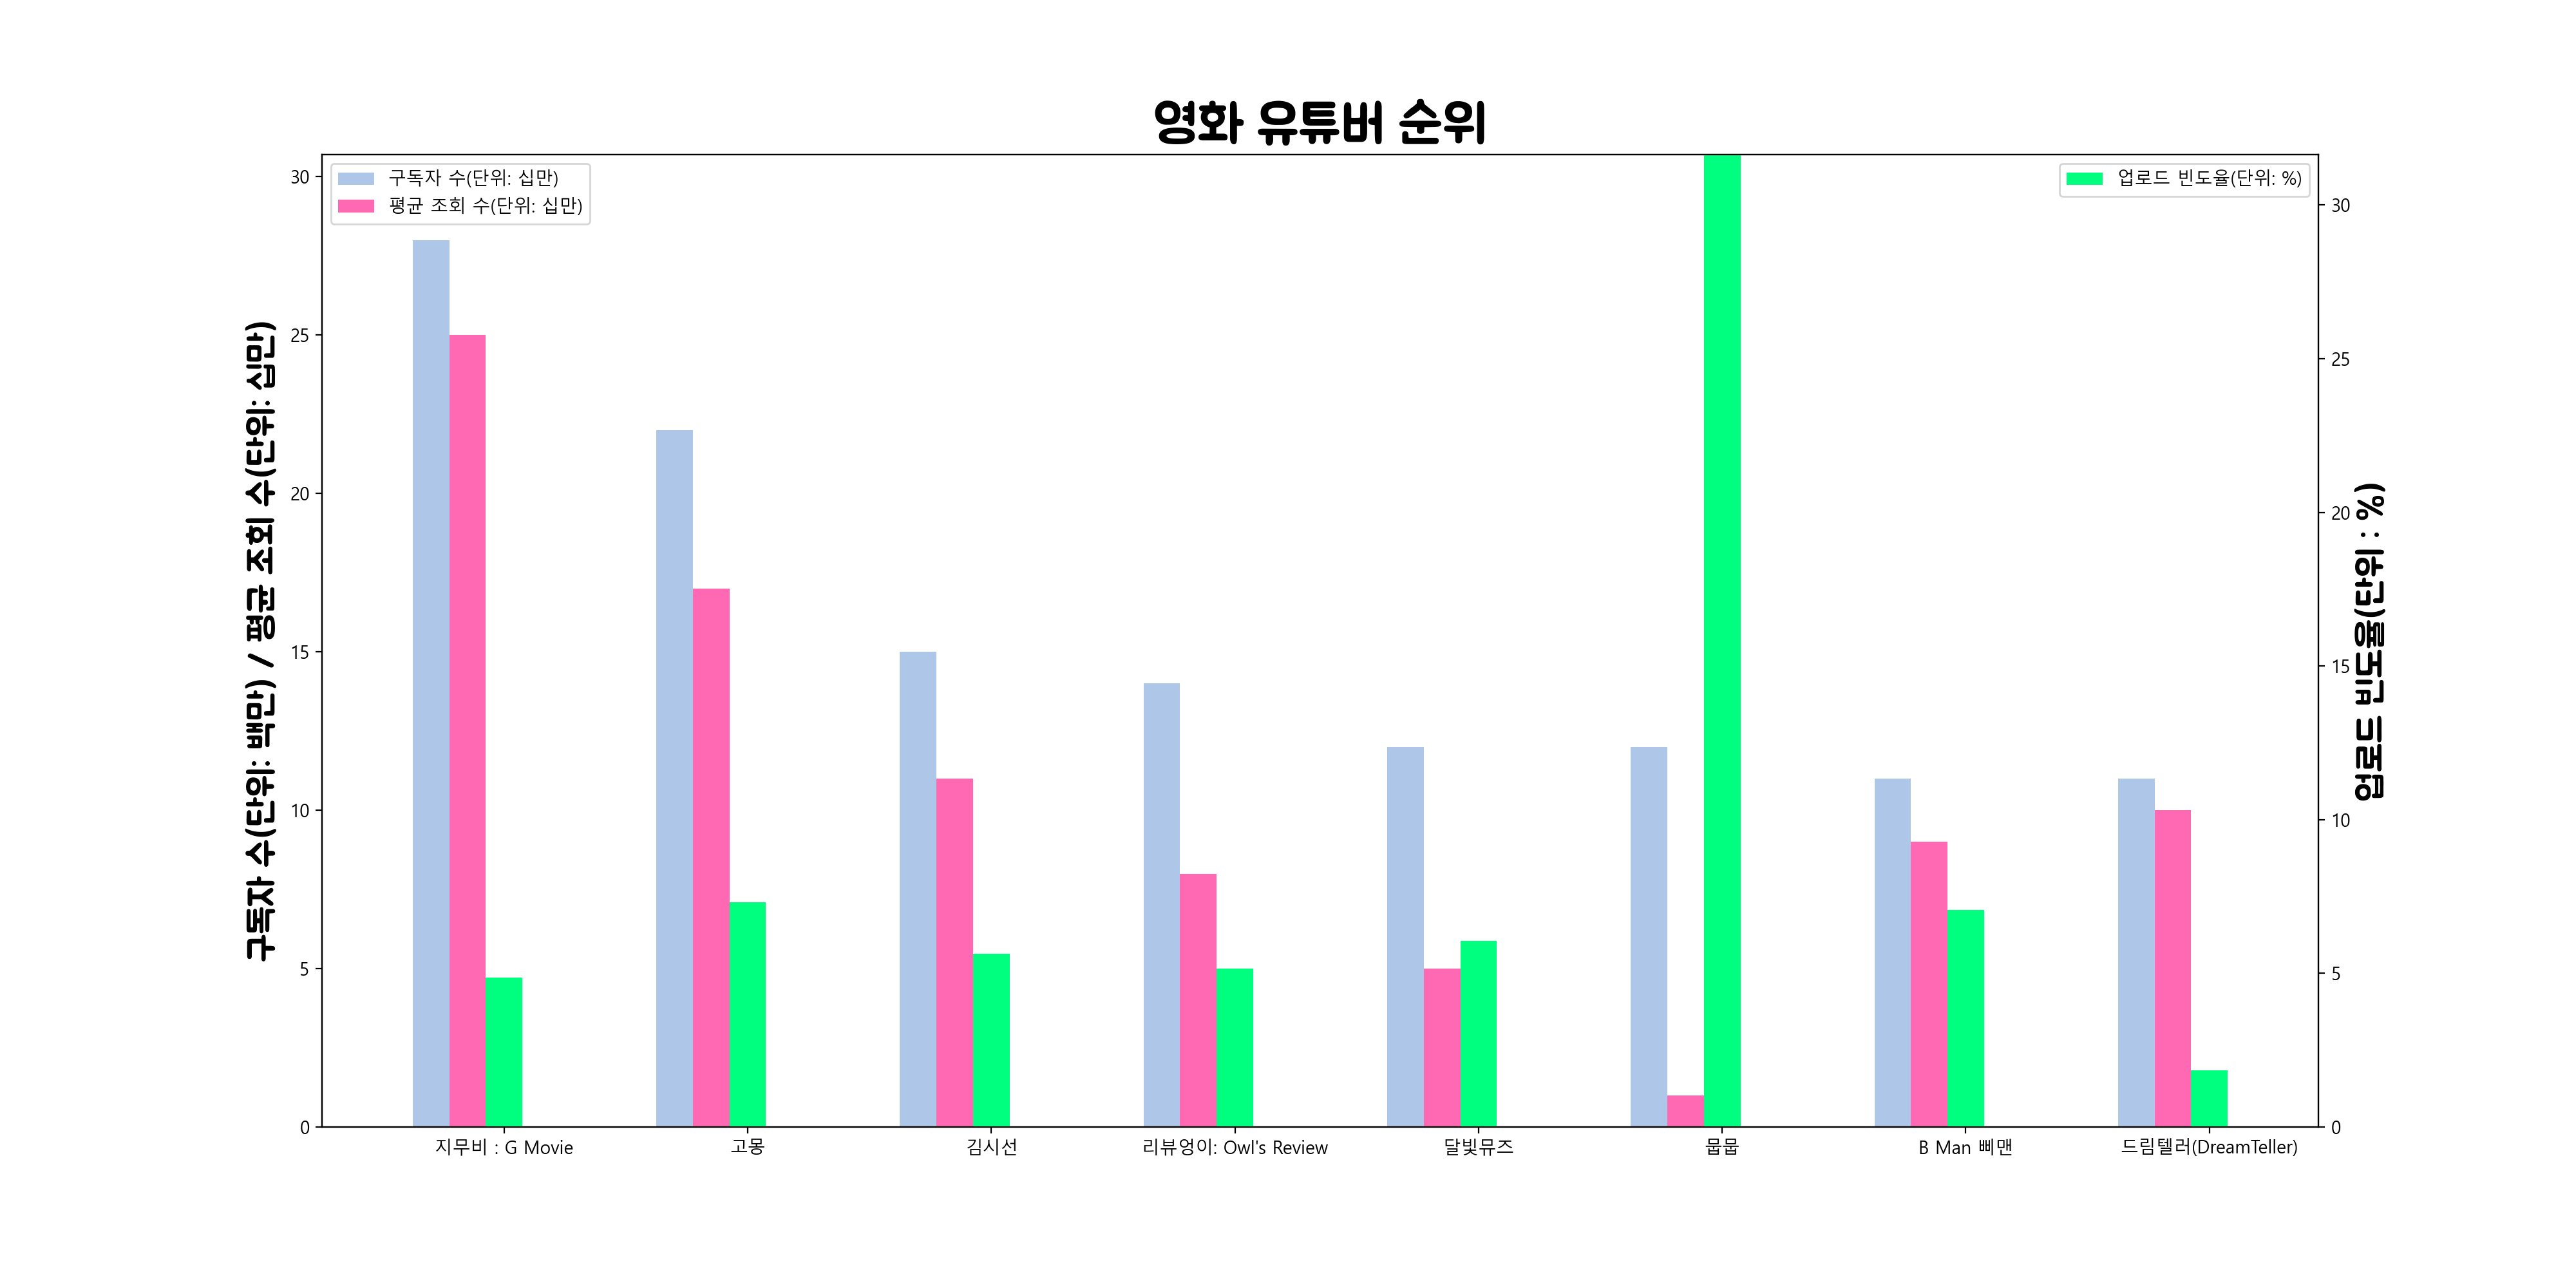 영화 유튜버 순위
구독자 수(단위: 십만)
평균 조회 수(단위: 십만)
업로드 빈도율(단위: %)
구독자 수(단위: 백만) / 평균 조회 수(단위: 십만)
30
25
20
15
10
5
0
30
25
20
15
10
5
0
업로드 빈도율(단위 : %)
지무비 : G Movie
고몽
김시선
리뷰엉이: Owl's Review
달빛뮤즈
뭅뭅
B Man 삐맨
드림텔러(DreamTeller)